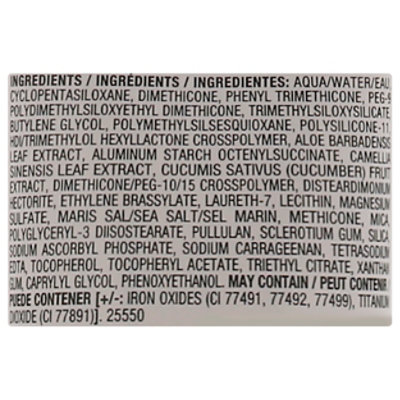 INGREDIENTS / INGRÉDIENTS / INGREDIENTES: AQUA/WATER/EAU,
CYCLOPENTASILOXANE, DIMETHICONE, PHENYL TRIMETHICONE, PEG-9
POLYDIMETHYLSILOXYETHYL DIMETHICONE, TRIMETHYLSILOXYSILICATE,
BUTYLENE GLYCOL, POLYMETHYLSILSESQUIOXANE, POLYSILICONE-11,
HDI/TRIMETHYLOL HEXYLLACTONE CROSSPOLYMER, ALOE BARBADENSIS
LEAF EXTRACT, ALUMINUM STARCH OCTENYLSUCCINATE, CAMELLIA
SINENSIS LEAF EXTRACT, CUCUMIS SATIVUS (CUCUMBER) FRUIT
EXTRACT, DIMETHICONE/PEG-10/15 CROSSPOLYMER, DISTEARDIMONIUM
HECTORITE, ETHYLENE BRASSYLATE, LAURETH-7, LECITHIN, MAGNESIUM
SULFATE, MARIS SAL/SEA SALT/SEL MARIN, METHICONE, MICA,
POLYGLYCERYL-3 DIISOSTEARATE, PULLULAN, SCLEROTIUM GUM, SILICA,
SODIUM ASCORBYL PHOSPHATE, SODIUM CARRAGEENAN, TETRASODIUM
EDTA, TOCOPHEROL, TOCOPHERYL ACETATE, TRIETHYL CITRATE, XANTHAN
GUM, CAPRYLYL GLYCOL, PHENOXYETHANOL. MAY CONTAIN / PEUT CONTENIR /
PUEDE CONTENER [+/-: IRON OXIDES (CI 77491, 77492, 77499), TITANIUM
DIOXIDE (CI 77891)]. 25550